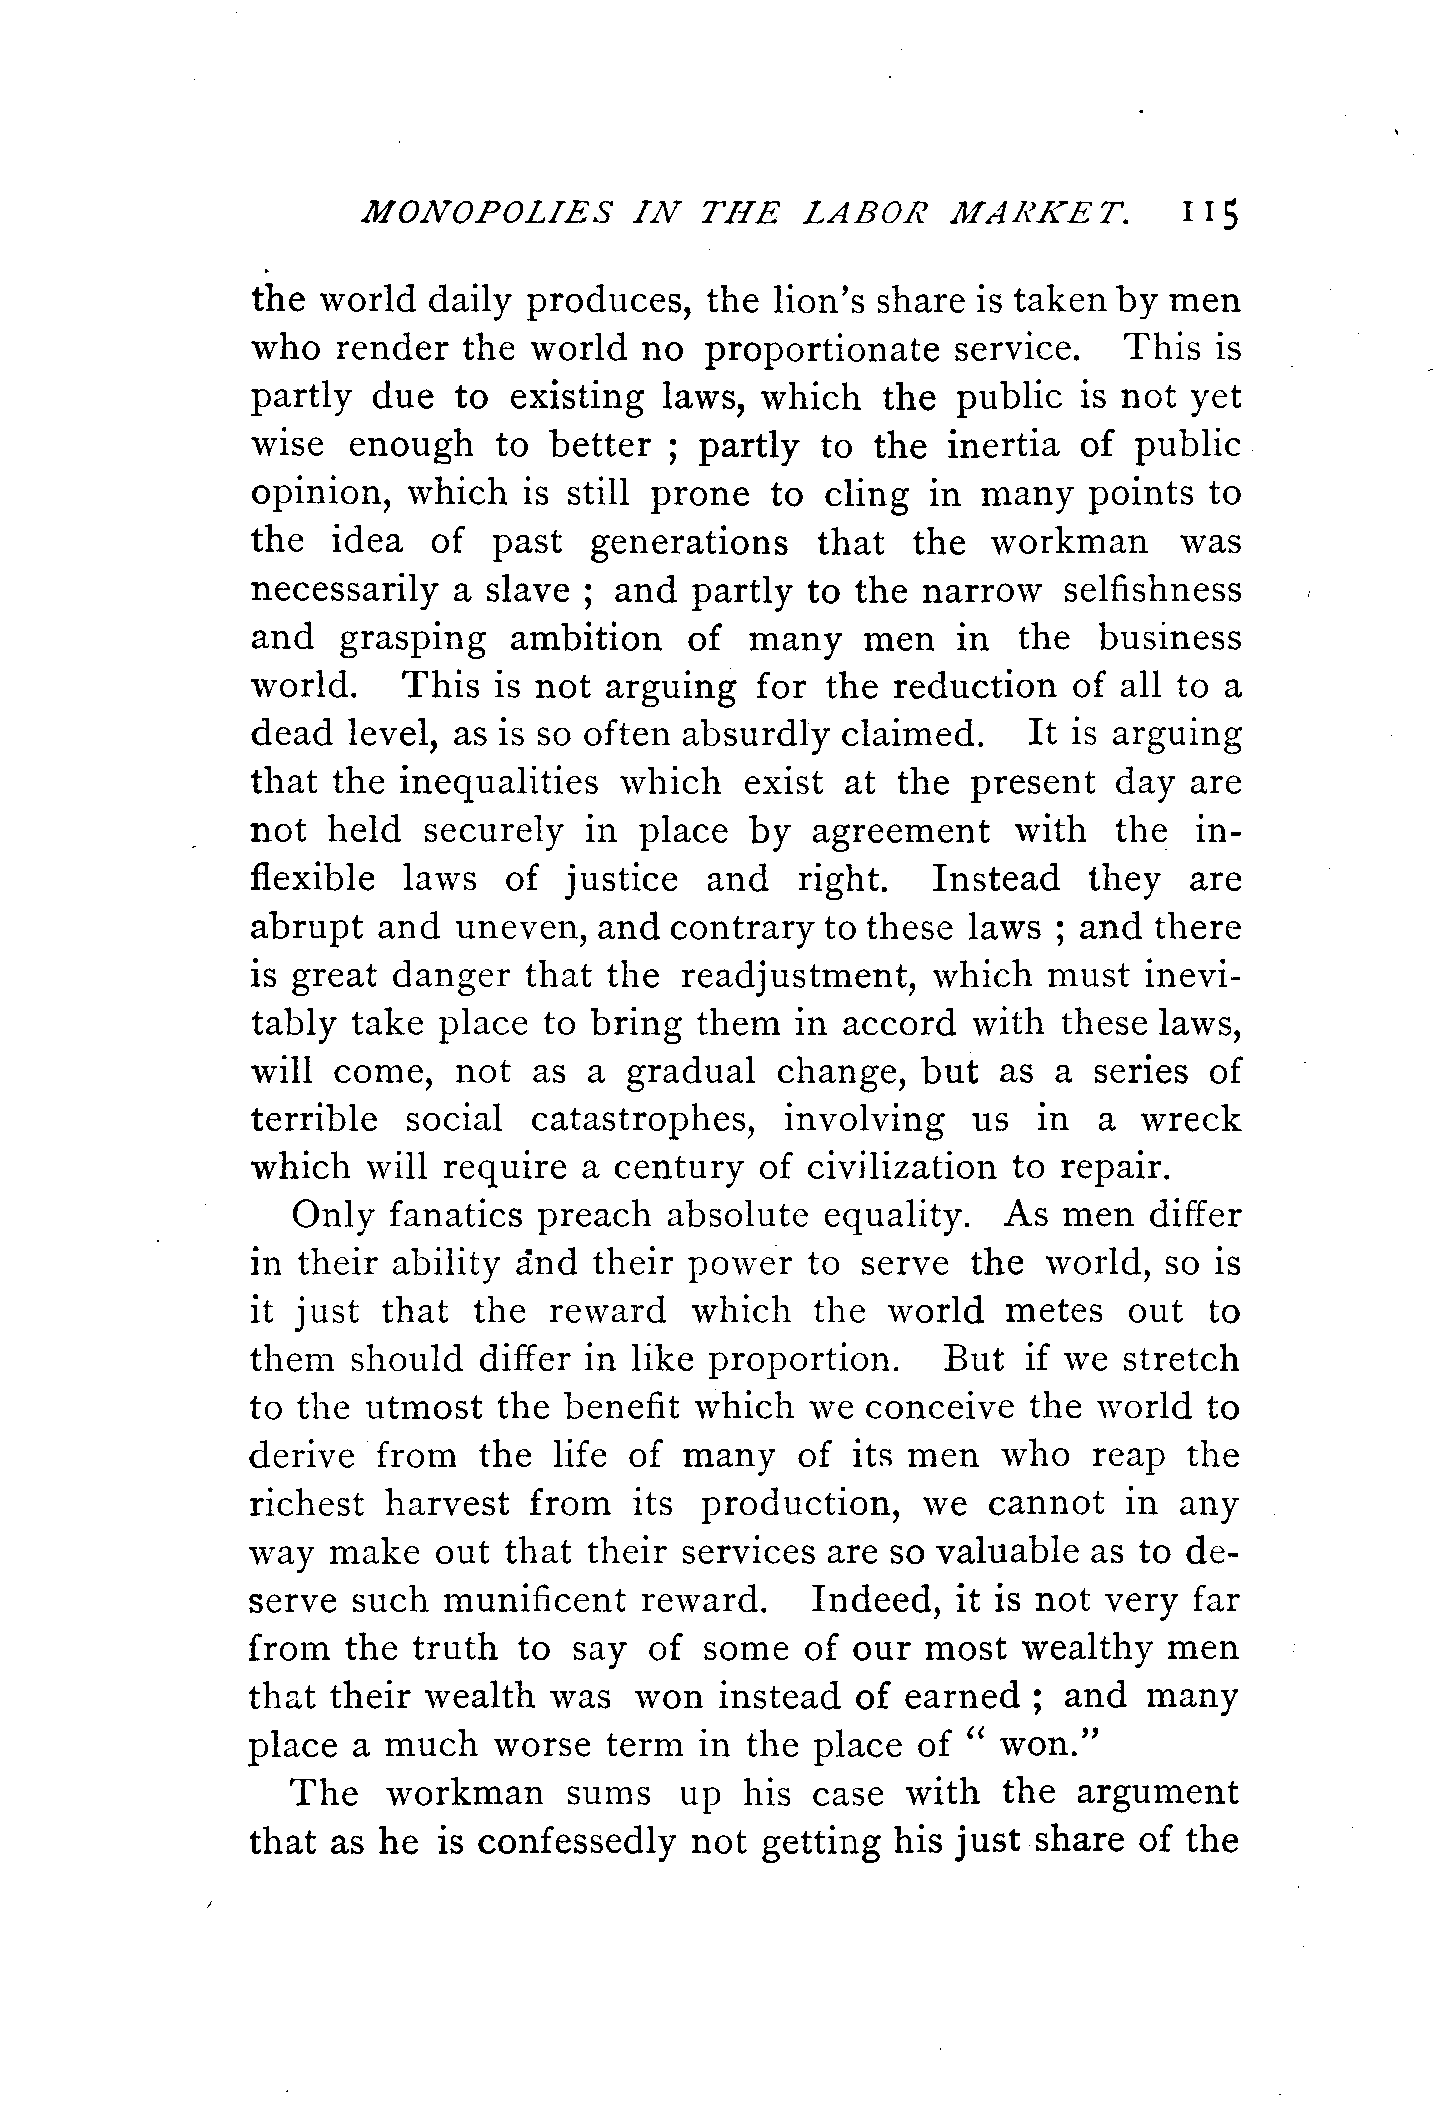 MONOPOLIES IN THE LABOR MARKET. 115
the world daily produces, the lion's share is taken by men
who render the world no proportionate service. This is
partly due to existing laws, which the public is not yet
wise enough to better ; partly to the inertia of public
opinion, which is still prone to cling in many points to
the idea of past generations that the workman was
necessarily a slave ; and partly to the narrow selfishness
and grasping ambition of many men in the business
world. This is not arguing for the reduction of all to a
dead level, as is so often absurdly claimed. It is arguing
that the inequalities which exist at the present day are
not held securely in place by agreement with the in-
flexible laws of justice and right. Instead they are
abrupt and uneven, and contrary to these laws ; and there
is great danger that the readjustment, which must inevi-
tably take place to bring them in accord with these laws,
will come, not as a gradual change, but as a series of
terrible social catastrophes, involving us in a wreck
which will require a century of civilization to repair.
Only fanatics preach absolute equality. As men differ
in their ability and their power to serve the world, so is
it just that the reward which the world metes out to
them should differ in like proportion. But if we stretch
to the utmost the benefit which we conceive the world to
derive from the life of many of its men who reap the
richest harvest from its production, we cannot in any
way make out that their services are so valuable as to de-
serve such munificent reward. Indeed, it is not very far
from the truth to say of some of our most wealthy men
that their wealth was won instead of earned ; and many
place a much worse term in the place of " won."
The workman sums up his case with the argument
that as he is confessedly not getting his just share of the